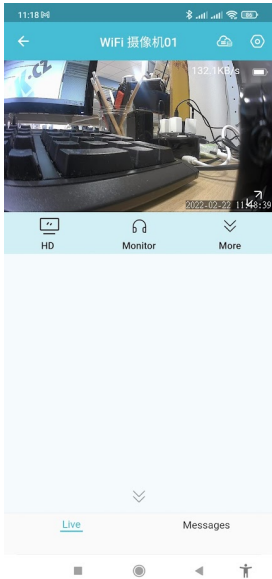 11:18
WiFi 摄像机01
132.1KB/s
CZ
2022-02-22 11:48:39
HD
Monitor
More
Live
Messages